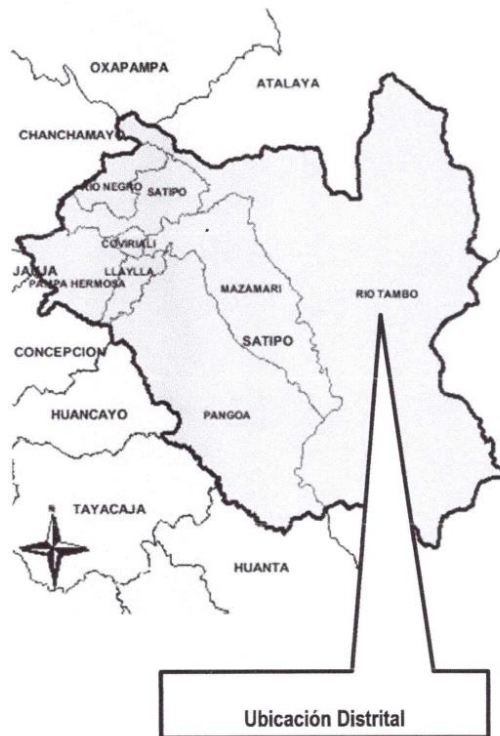 OXAPAMPA
ATALAYA
CHANCHAMAYO
RIO NEGRO
SATIPO
COVIRIALI
LLAYLLA
JAUJA
PAMPA HERMOSA
MAZAMARI
RIO TAMBO
SATIPO
CONCEPCION
PANGOA
HUANCAYO
TAYACAJA
N
HUANTA
Ubicación Distrital